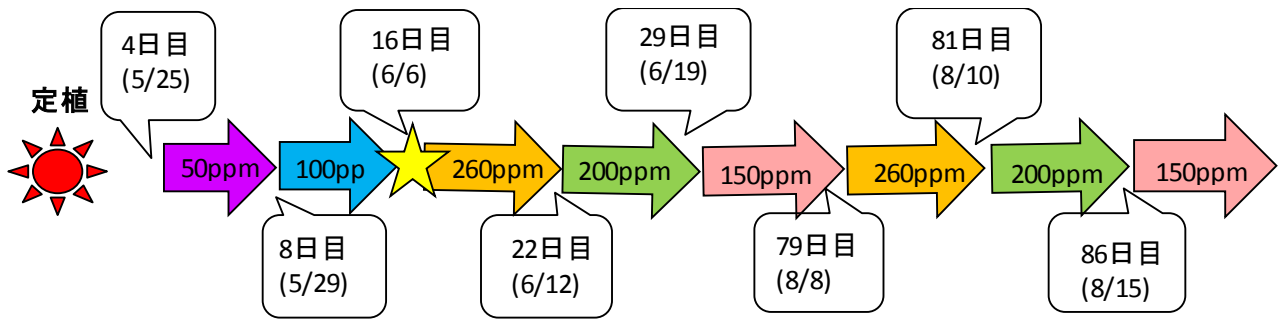 4日目
(5/25)
16日目
(6/6)
29日目
(6/19)
81日目
(8/10)
定植
50ppm
100pp
260ppm
200ppm
150ppm
260ppm
200ppm
150ppm
8日目
(5/29)
22日目
(6/12)
79日目
(8/8)
86日目
(8/15)